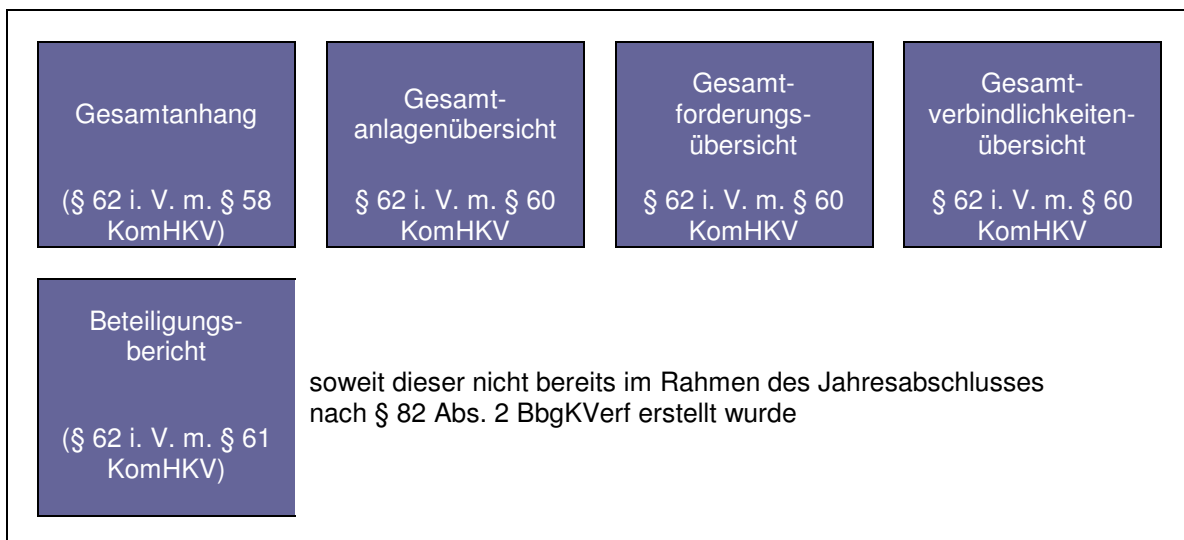 Gesamtanhang
(§ 62 i. V. m. § 58
KomHKV)
Gesamt-
anlagenübersicht
§ 62 i. V. m. § 60
KomHKV
Gesamt-
forderungs-
übersicht
§ 62 i. V. m. § 60
KomHKV
Gesamt-
verbindlichkeiten-
übersicht
§ 62 i. V. m. § 60
KomHKV
Beteiligungs-
bericht
(§ 62 i. V. m. § 61
KomHKV)
soweit dieser nicht bereits im Rahmen des Jahresabschlusses
nach § 82 Abs. 2 BbgKVerf erstellt wurde